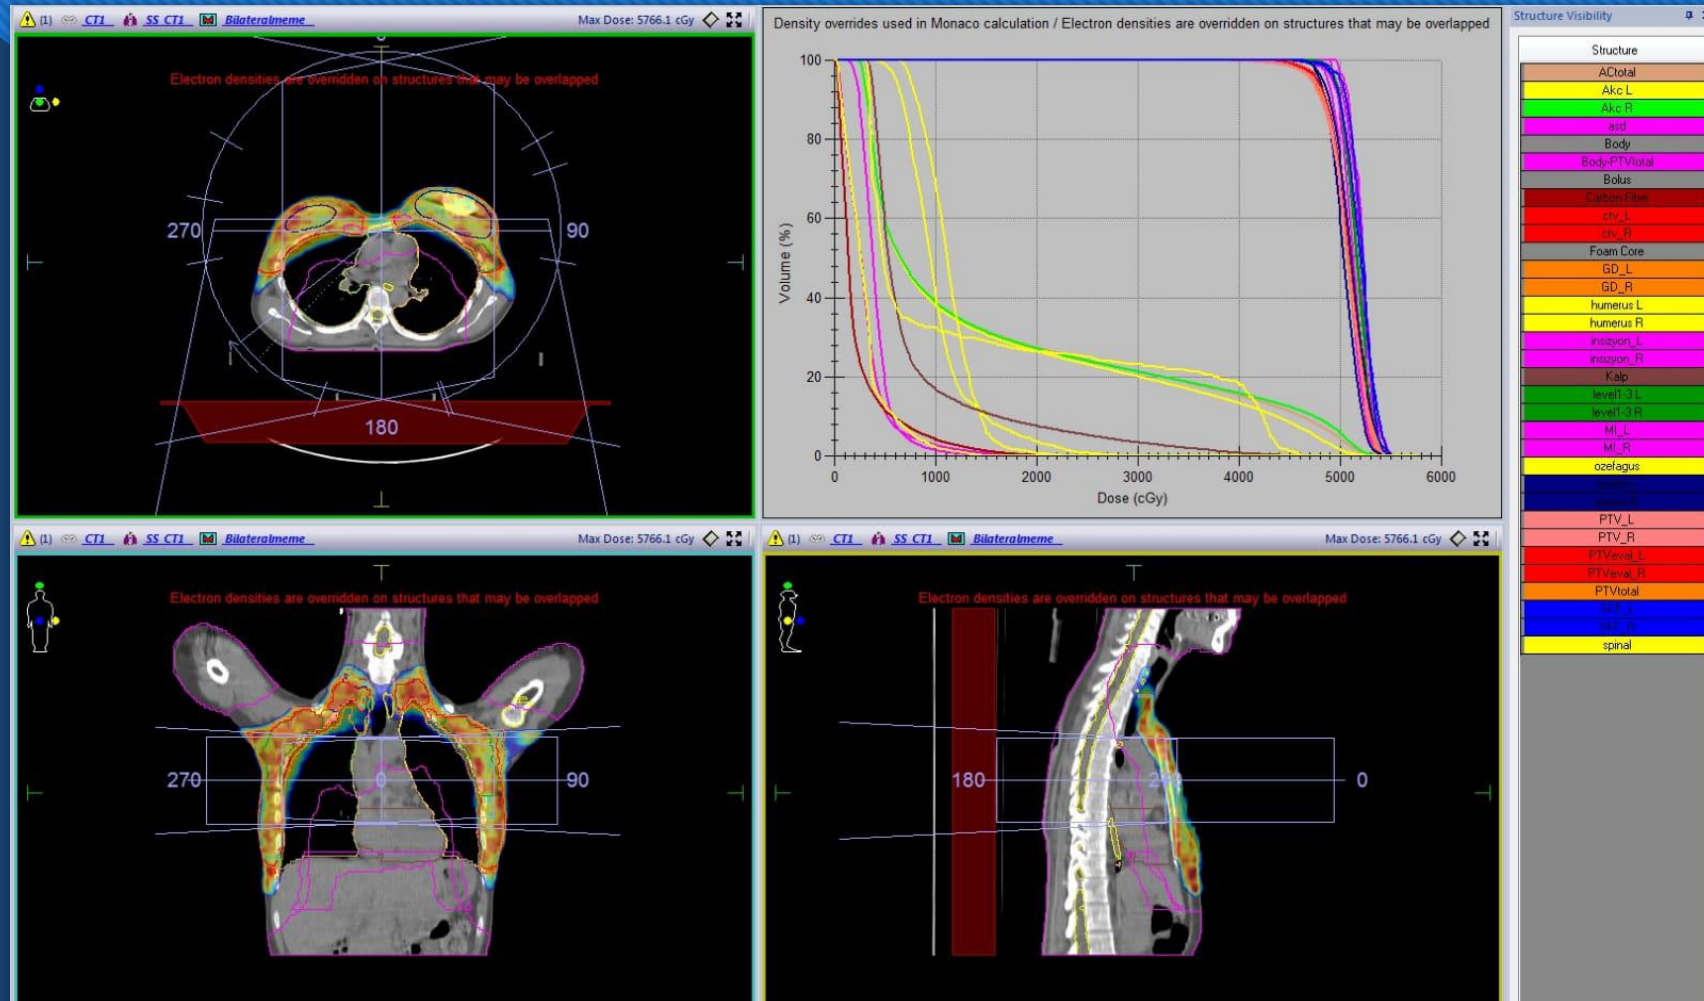 (1) CT1 SS CT1 Bilateralmeme Max Dose: 5766.1 cGy
Electron densities are overridden on structures that may be overlapped
0
270
90
180
Density overrides used in Monaco calculation / Electron densities are overridden on structures that may be overlapped
100
80
60
40
20
0
Volume (%)
0 1000 2000 3000 4000 5000 6000
Dose (cGy)
(1) CT1 SS CT1 Bilateralmeme Max Dose: 5766.1 cGy
Electron densities are overridden on structures that may be overlapped
270 0 90
(1) CT1 SS CT1 Bilateralmeme Max Dose: 5766.1 cGy
Electron densities are overridden on structures that may be overlapped
180 0
Structure Visibility
Structure
ACtotal
Akc L
Akc R
asd
Body
Body-PTVtotal
Bolus
Carbon Fiber
ctv_L
ctv_R
Foam Core
GD_L
GD_R
humerus L
humerus R
insizyon_L
insizyon_R
Kalp
level1-3 L
level1-3 R
MI_L
MI_R
ozefagus
PTV_L
PTV_R
PTVeval_L
PTVeval_R
PTVtotal
spinal